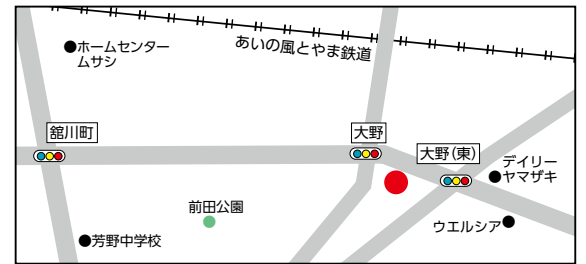 ホームセンター
ムサシ
あいの風とやま鉄道
舘川町
大野
大野(東)
デイリー
ヤマザキ
前田公園
ウエルシア
芳野中学校